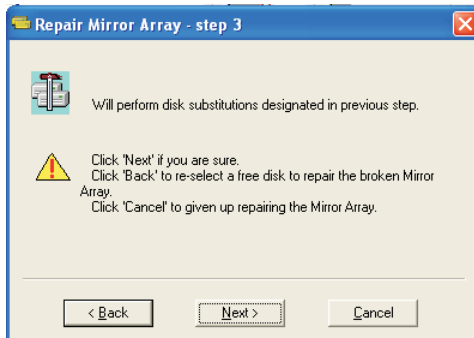 Repair Mirror Array - step 3
Will perform disk substitutions designated in previous step.
Click 'Next' if you are sure.
Click 'Back' to re-select a free disk to repair the broken Mirror
Array.
Click 'Cancel' to given up repairing the Mirror Array.
< Back
Next >
Cancel